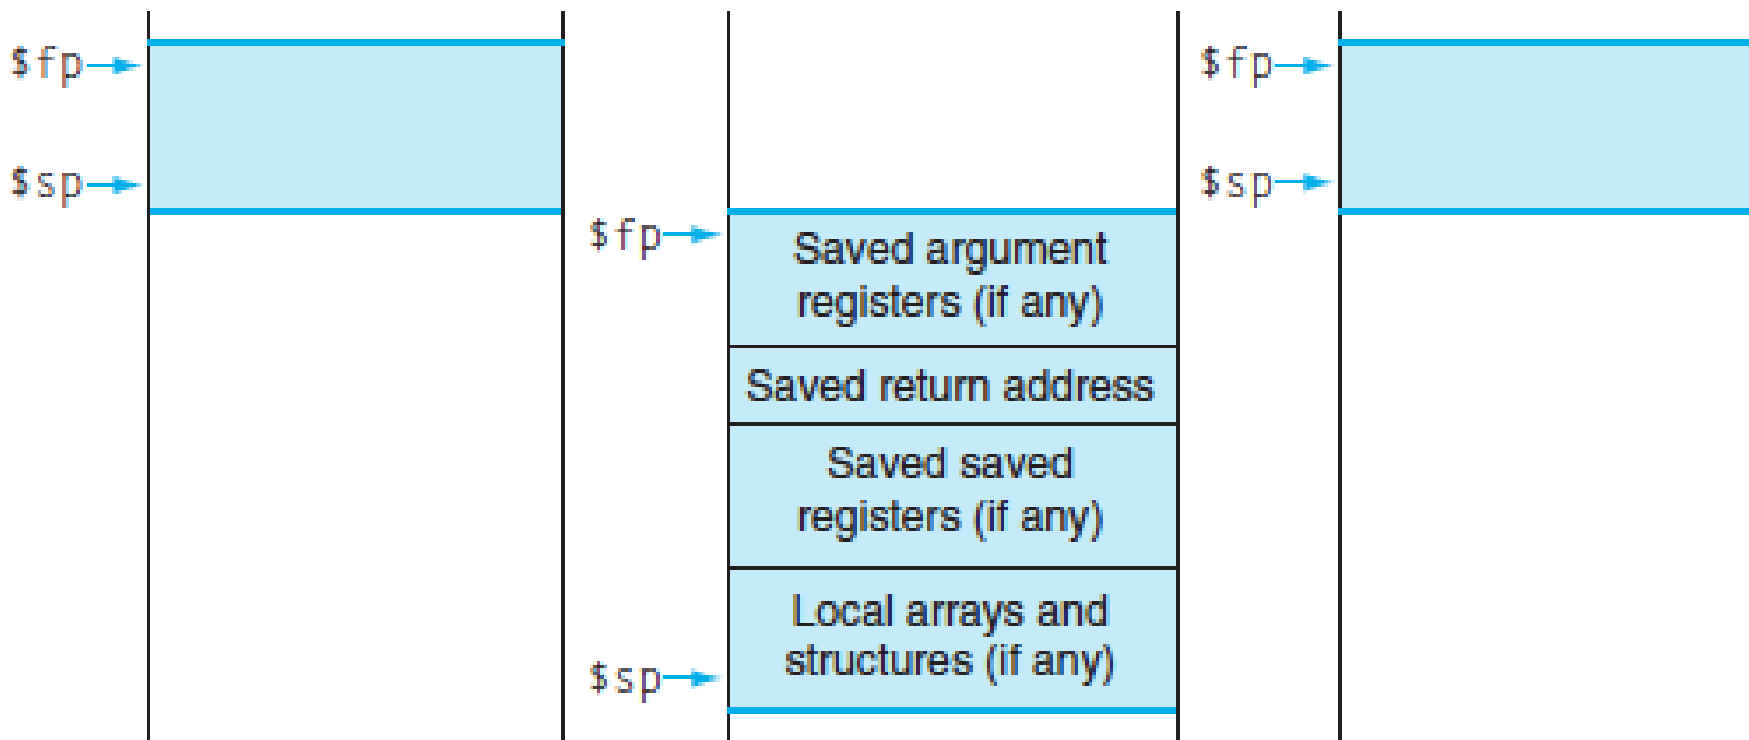 $fp
$sp
$fp
Saved argument
registers (if any)
Saved return address
Saved saved
registers (if any)
Local arrays and
structures (if any)
$sp
$fp
$sp